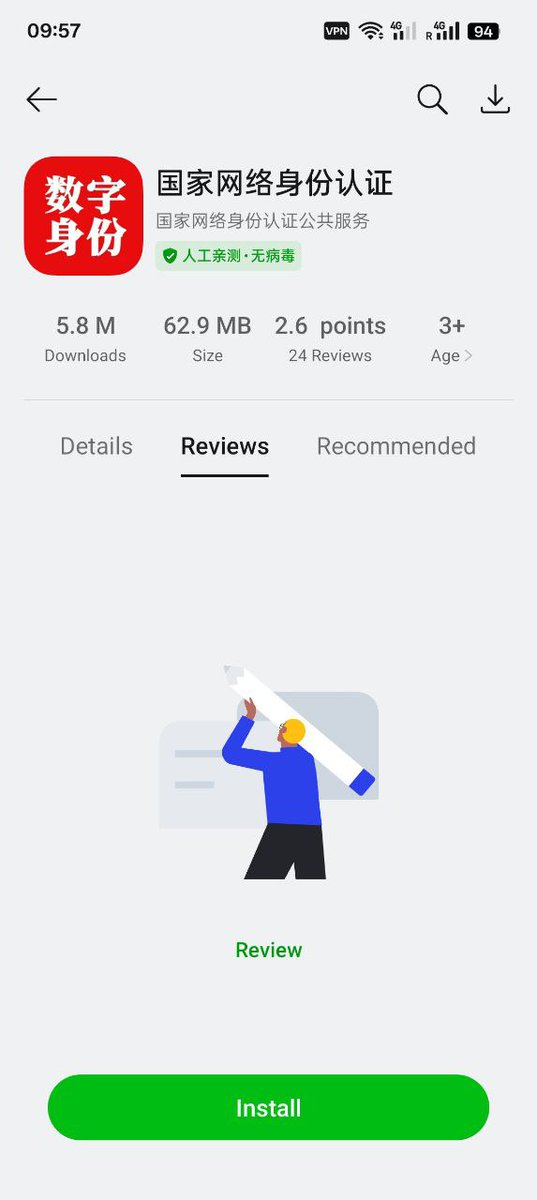 09:57
VPN 4G R 4G 94
数字
身份
国家网络身份认证
国家网络身份认证公共服务
人工亲测·无病毒
5.8 M 62.9 MB 2.6 points 3+
Downloads Size 24 Reviews Age
Details Reviews Recommended
Review
Install